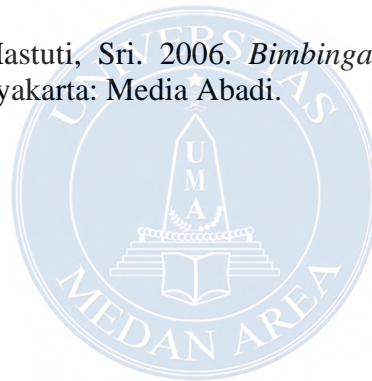 Hastuti, Sri. 2006. Bimbinga
yakarta: Media Abadi.
UNIVERSITAS
U
M
A
MEDAN AREA